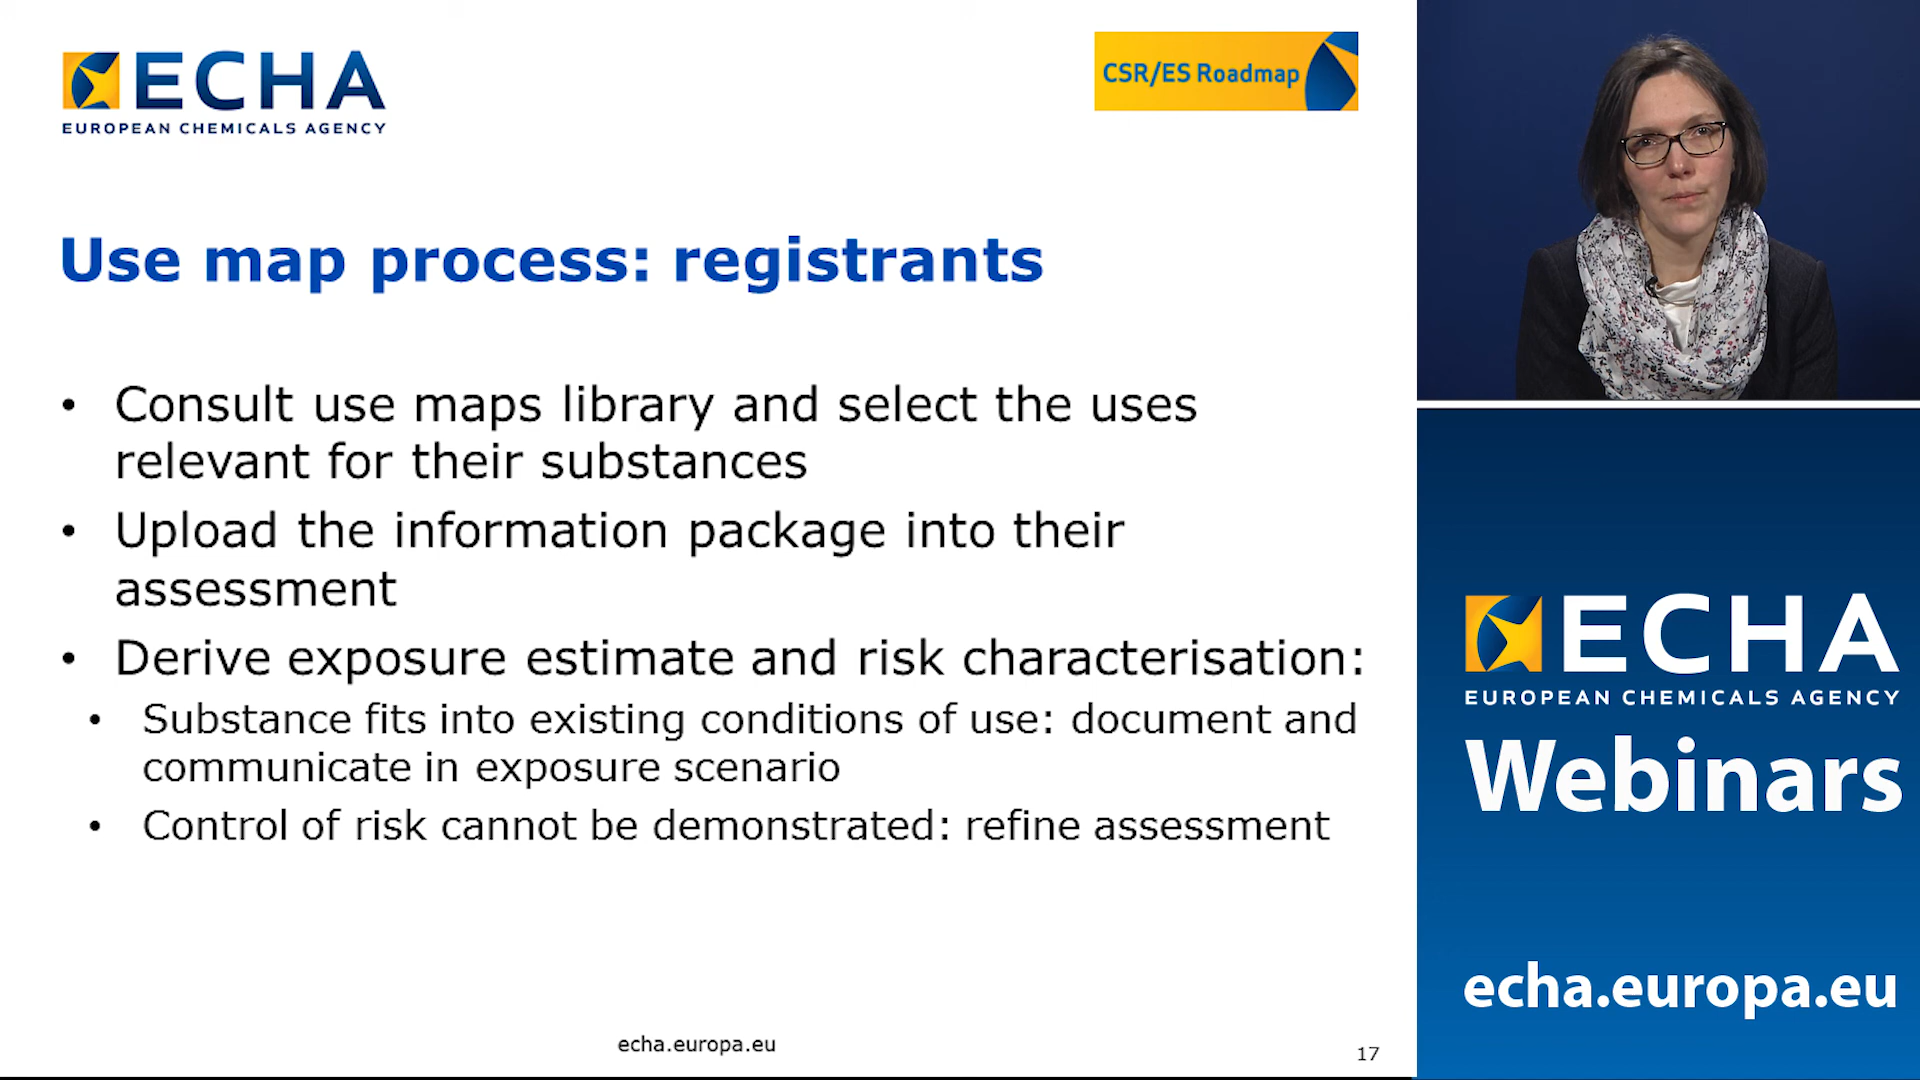 ECHA
EUROPEAN CHEMICALS AGENCY
CSR/ES Roadmap
Use map process: registrants
• Consult use maps library and select the uses
relevant for their substances
• Upload the information package into their
assessment
• Derive exposure estimate and risk characterisation:
• Substance fits into existing conditions of use: document and
communicate in exposure scenario
• Control of risk cannot be demonstrated: refine assessment
echa.europa.eu
17
ECHA
EUROPEAN CHEMICALS AGENCY
Webinars
echa.europa.eu